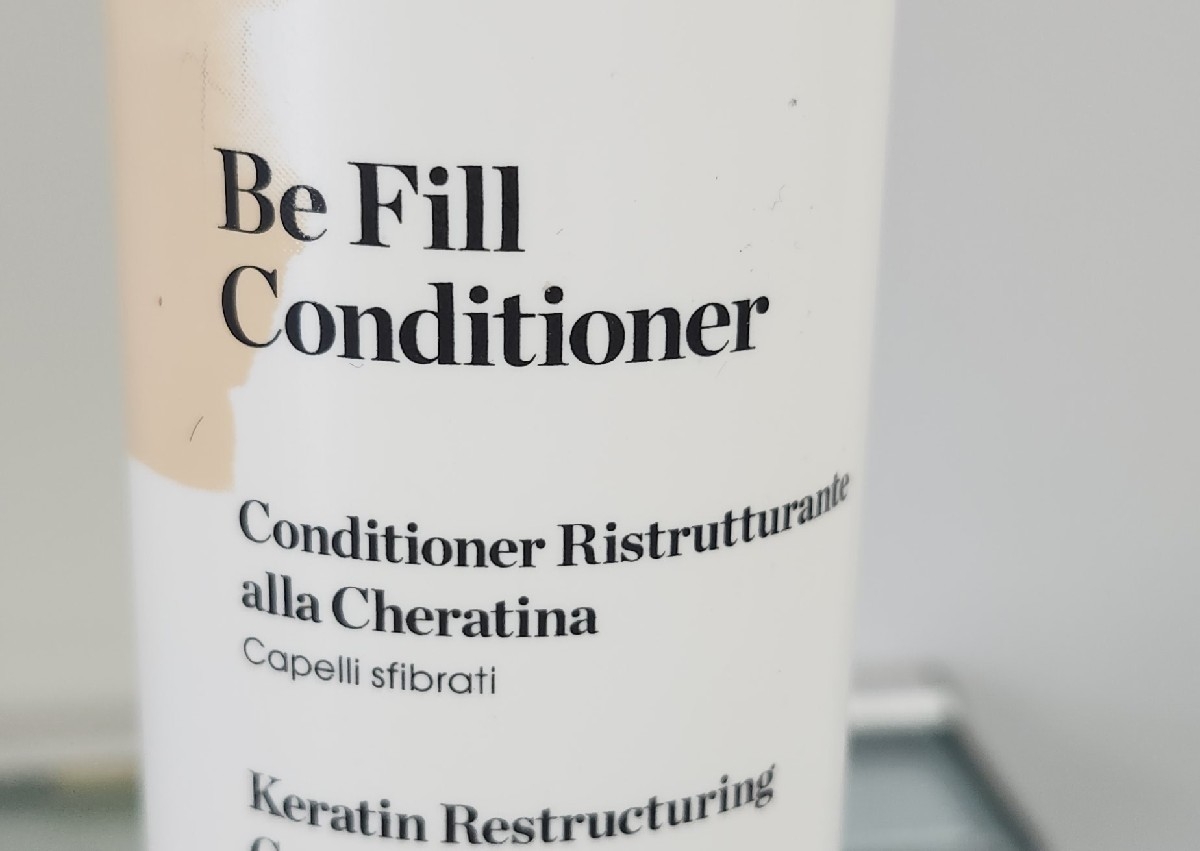 Be Fill
Conditioner
Conditioner Ristrutturante
alla Cheratina
Capelli sfibrati
Keratin Restructuring